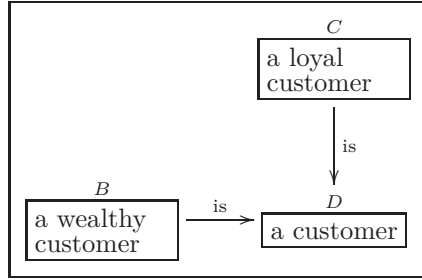 C
a loyal
customer
is
B
a wealthy
customer
is
D
a customer